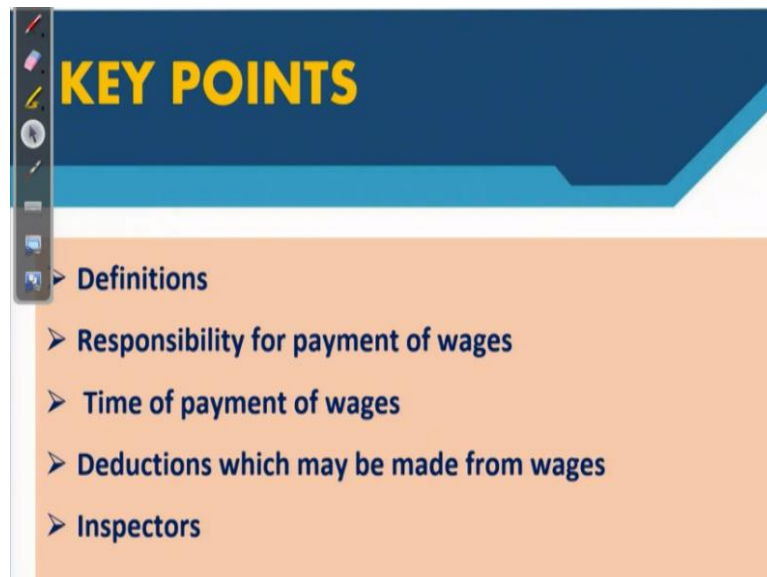 KEY POINTS
➢ Definitions
➢ Responsibility for payment of wages
➢ Time of payment of wages
➢ Deductions which may be made from wages
➢ Inspectors